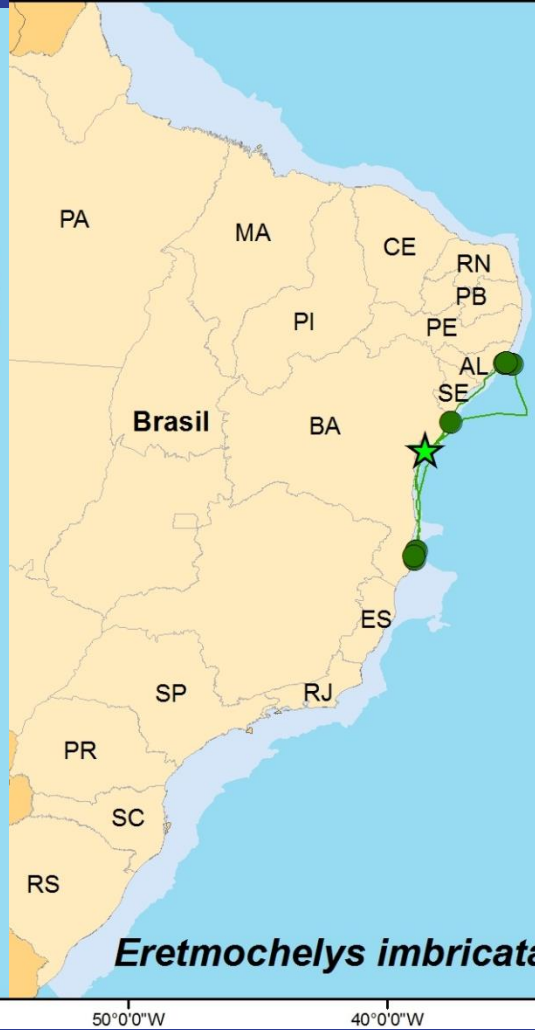 PA
MA
CE
RN
PB
PI
PE
AL
SE
Brasil
BA
ES
SP
RJ
PR
SC
RS
Eretmochelys imbricata
50°0'0"W 40°0'0"W